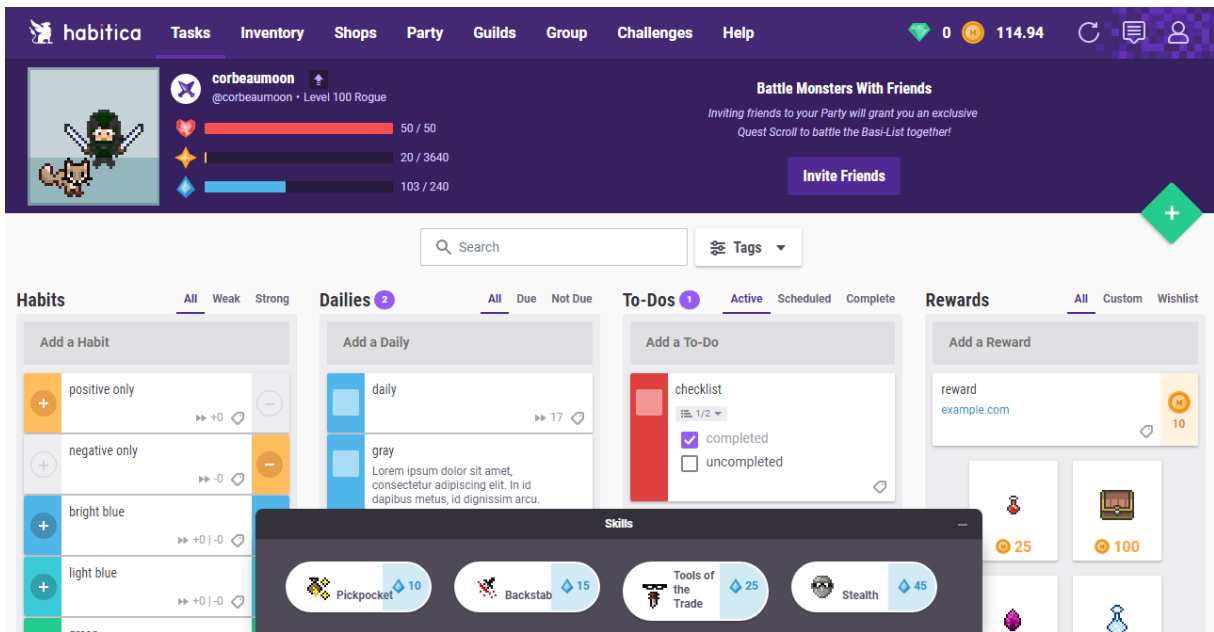 habitica Tasks Inventory Shops Party Guilds Group Challenges Help 0 114.94
corbeaumoon
@corbeaumoon • Level 100 Rogue
50 / 50
20 / 3640
103 / 240
Battle Monsters With Friends
Inviting friends to your Party will grant you an exclusive
Quest Scroll to battle the Basi-List together!
Invite Friends
+
Search Tags
Habits All Weak Strong
Add a Habit
positive only
+0
negative only
-0
bright blue
+0 | -0
light blue
+0 | -0
Dailies 2 All Due Not Due
Add a Daily
daily
17
gray
Lorem ipsum dolor sit amet,
consectetur adipiscing elit. In id
dapibus metus, id dignissim arcu.
To-Dos 1 Active Scheduled Complete
Add a To-Do
checklist
1/2
completed
uncompleted
Rewards All Custom Wishlist
Add a Reward
reward
example.com
10
25
100
Skills
Pickpocket 10
Backstab 15
Tools of
the
Trade
25
Stealth 45